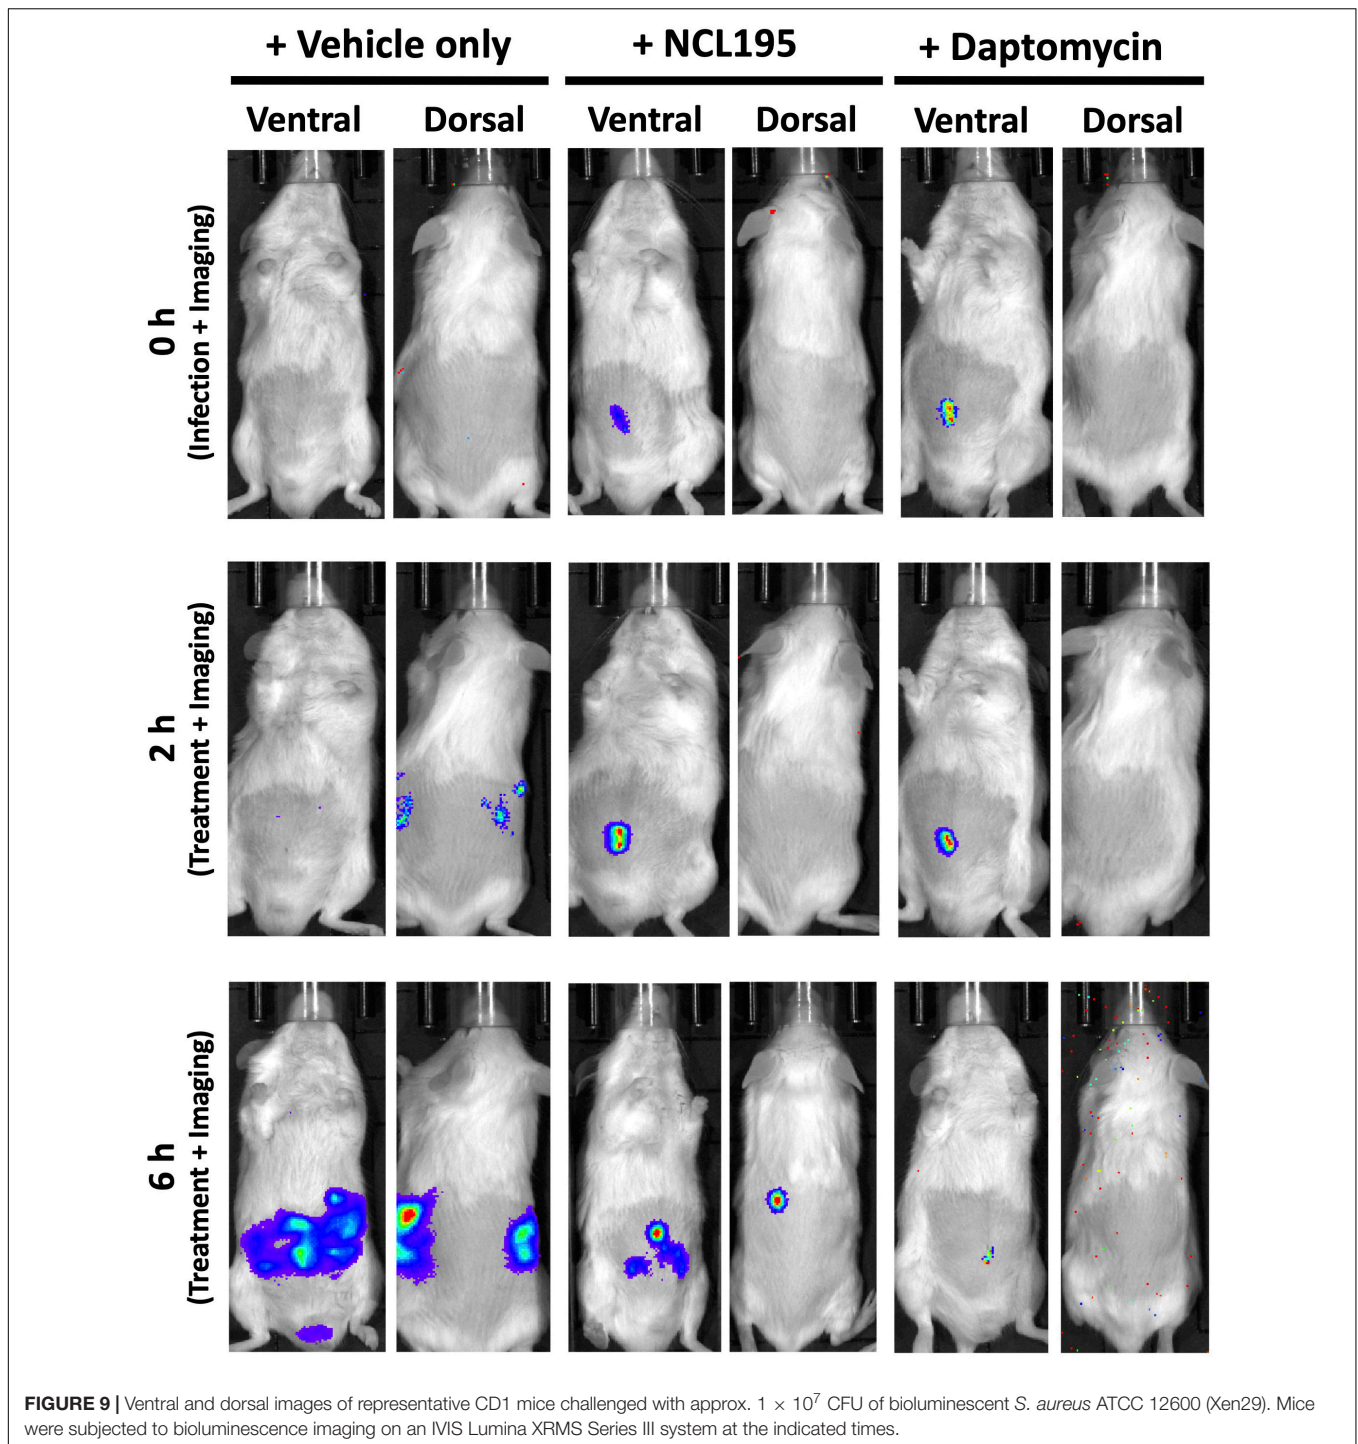 + Vehicle only + NCL195 + Daptomycin
Ventral Dorsal Ventral Dorsal Ventral Dorsal
0 h
(Infection + Imaging)
2 h
(Treatment + Imaging)
6 h
(Treatment + Imaging)
FIGURE 9 | Ventral and dorsal images of representative CD1 mice challenged with approx. 1 × 10⁷ CFU of bioluminescent S. aureus ATCC 12600 (Xen29). Mice
were subjected to bioluminescence imaging on an IVIS Lumina XRMS Series III system at the indicated times.